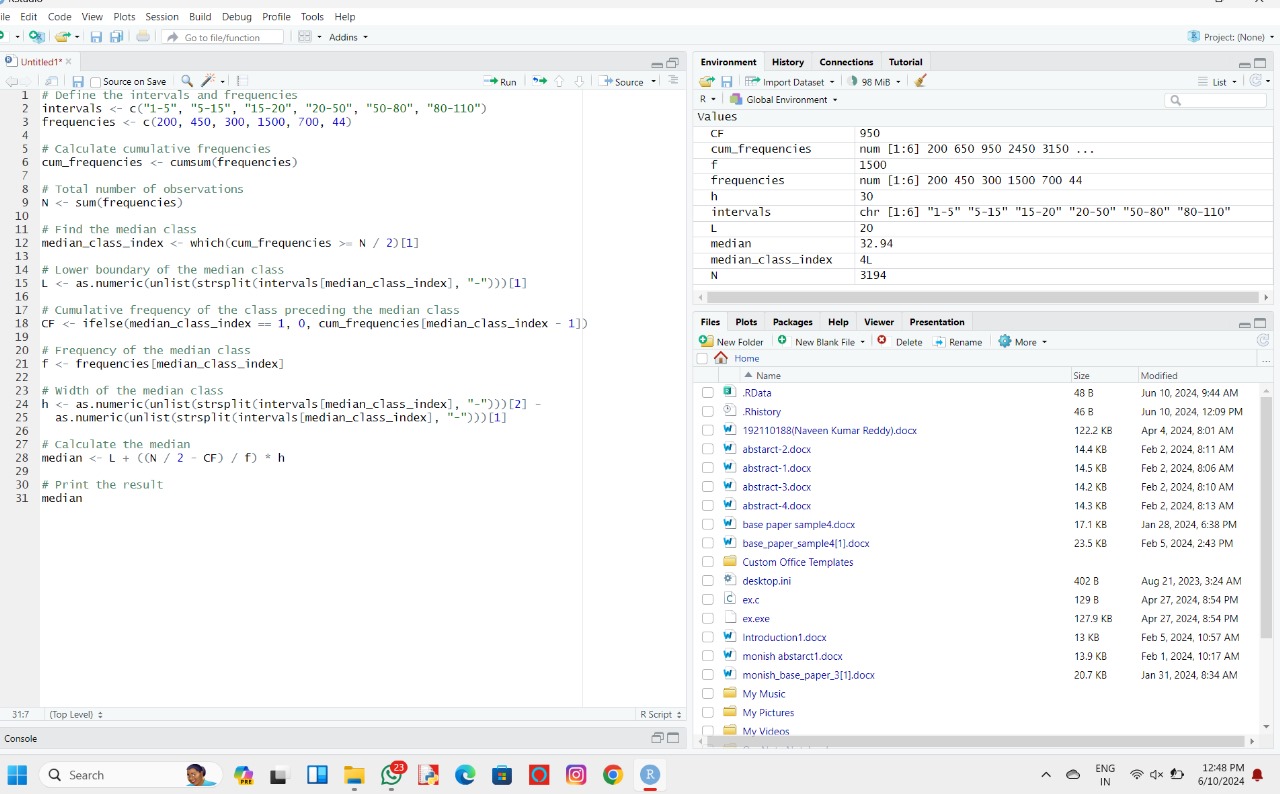 RStudio
File Edit Code View Plots Session Build Debug Profile Tools Help
Go to file/function Addins Project: (None)
Untitled1*
Source on Save Run Source
1 # Define the intervals and frequencies
2 intervals <- c("1-5", "5-15", "15-20", "20-50", "50-80", "80-110")
3 frequencies <- c(200, 450, 300, 1500, 700, 44)
4
5 # Calculate cumulative frequencies
6 cum_frequencies <- cumsum(frequencies)
7
8 # Total number of observations
9 N <- sum(frequencies)
10
11 # Find the median class
12 median_class_index <- which(cum_frequencies >= N / 2)[1]
13
14 # Lower boundary of the median class
15 L <- as.numeric(unlist(strsplit(intervals[median_class_index], "-")))[1]
16
17 # Cumulative frequency of the class preceding the median class
18 CF <- ifelse(median_class_index == 1, 0, cum_frequencies[median_class_index - 1])
19
20 # Frequency of the median class
21 f <- frequencies[median_class_index]
22
23 # Width of the median class
24 h <- as.numeric(unlist(strsplit(intervals[median_class_index], "-")))[2] -
25 as.numeric(unlist(strsplit(intervals[median_class_index], "-")))[1]
26
27 # Calculate the median
28 median <- L + ((N / 2 - CF) / f) * h
29
30 # Print the result
31 median
31:7 (Top Level) R Script
Console
Environment History Connections Tutorial
Import Dataset 98 MiB List
R Global Environment
Values
CF 950
cum_frequencies num [1:6] 200 650 950 2450 3150 ...
f 1500
frequencies num [1:6] 200 450 300 1500 700 44
h 30
intervals chr [1:6] "1-5" "5-15" "15-20" "20-50" "50-80" "80-110"
L 20
median 32.94
median_class_index 4L
N 3194
Files Plots Packages Help Viewer Presentation
New Folder New Blank File Delete Rename More
Home ...
Name Size Modified
.RData 48 B Jun 10, 2024, 9:44 AM
.Rhistory 46 B Jun 10, 2024, 12:09 PM
192110188(Naveen Kumar Reddy).docx 122.2 KB Apr 4, 2024, 8:01 AM
abstarct-2.docx 14.4 KB Feb 2, 2024, 8:11 AM
abstract-1.docx 14.5 KB Feb 2, 2024, 8:06 AM
abstract-3.docx 14.2 KB Feb 2, 2024, 8:10 AM
abstract-4.docx 14.3 KB Feb 2, 2024, 8:13 AM
base paper sample4.docx 17.1 KB Jan 28, 2024, 6:38 PM
base_paper_sample4[1].docx 23.5 KB Feb 5, 2024, 2:43 PM
Custom Office Templates
desktop.ini 402 B Aug 21, 2023, 3:24 AM
ex.c 129 B Apr 27, 2024, 8:54 PM
ex.exe 127.9 KB Apr 27, 2024, 8:54 PM
Introduction1.docx 13 KB Feb 5, 2024, 10:57 AM
monish abstarct1.docx 13.9 KB Feb 1, 2024, 10:17 AM
monish_base_paper_3[1].docx 20.7 KB Jan 31, 2024, 8:34 AM
My Music
My Pictures
My Videos
Search PRE 23 ENG IN 12:48 PM
6/10/2024